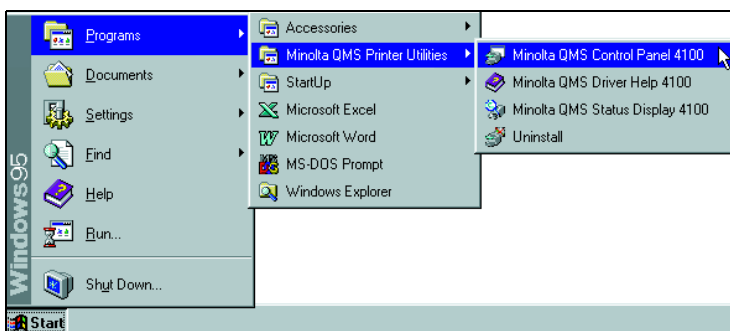 Programs
Documents
Settings
Find
Help
Run...
Shut Down...
Windows95
Start
Accessories
Minolta QMS Printer Utilities
StartUp
Microsoft Excel
Microsoft Word
MS-DOS Prompt
Windows Explorer
Minolta QMS Control Panel 4100
Minolta QMS Driver Help 4100
Minolta QMS Status Display 4100
Uninstall